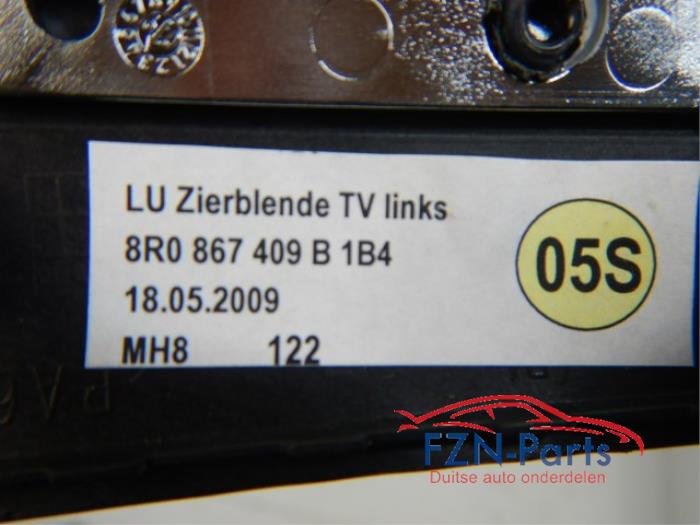 LU Zierblende TV links
8R0 867 409 B 1B4
18.05.2009
MH8 122
05S
FZN-Parts
Duitse auto onderdelen